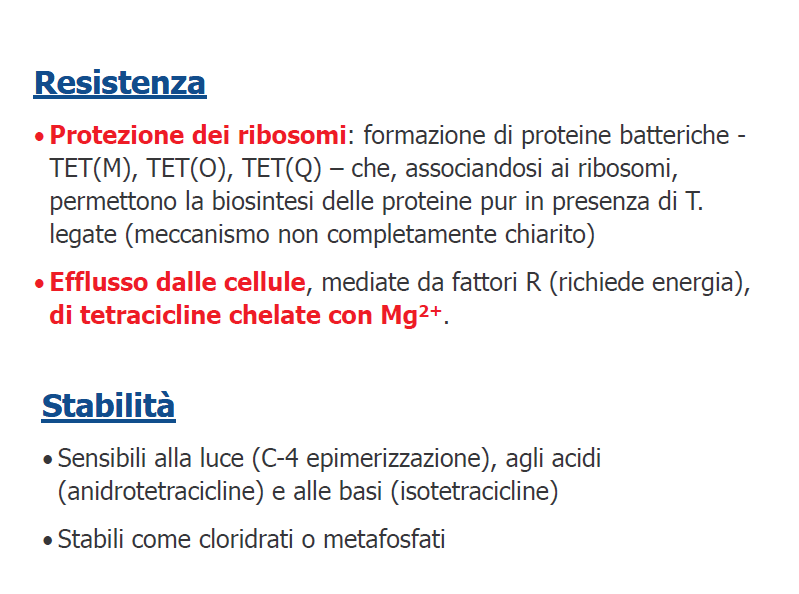 Resistenza
• Protezione dei ribosomi: formazione di proteine batteriche -
TET(M), TET(O), TET(Q) – che, associandosi ai ribosomi,
permettono la biosintesi delle proteine pur in presenza di T.
legate (meccanismo non completamente chiarito)
• Efflusso dalle cellule, mediate da fattori R (richiede energia),
di tetracicline chelate con Mg²⁺.
Stabilità
• Sensibili alla luce (C-4 epimerizzazione), agli acidi
(anidrotetracicline) e alle basi (isotetracicline)
• Stabili come cloridrati o metafosfati